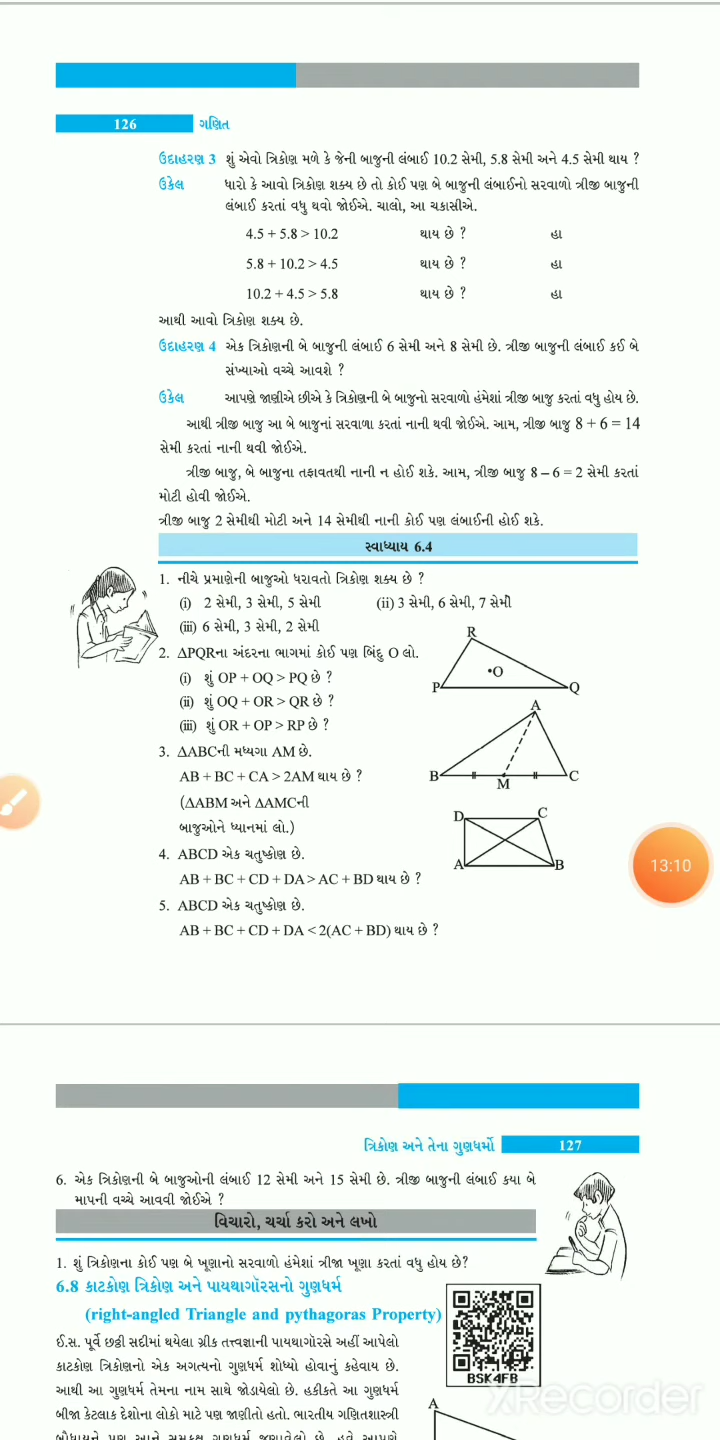 126 ગણિત
ઉદાહરણ 3 શું એવો ત્રિકોણ મળે કે જેની બાજુની લંબાઈ 10.2 સેમી, 5.8 સેમી અને 4.5 સેમી થાય ?
ઉકેલ ધારો કે આવો ત્રિકોણ શક્ય છે તો કોઈ પણ બે બાજુની લંબાઈનો સરવાળો ત્રીજી બાજુની
લંબાઈ કરતાં વધુ થવો જોઈએ. ચાલો, આ ચકાસીએ.
4.5 + 5.8 > 10.2 થાય છે ? હા
5.8 + 10.2 > 4.5 થાય છે ? હા
10.2 + 4.5 > 5.8 થાય છે ? હા
આથી આવો ત્રિકોણ શક્ય છે.
ઉદાહરણ 4 એક ત્રિકોણની બે બાજુની લંબાઈ 6 સેમી અને 8 સેમી છે. ત્રીજી બાજુની લંબાઈ કઈ બે
સંખ્યાઓ વચ્ચે આવશે ?
ઉકેલ આપણે જાણીએ છીએ કે ત્રિકોણની બે બાજુનો સરવાળો હંમેશાં ત્રીજી બાજુ કરતાં વધુ હોય છે.
આથી ત્રીજી બાજુ આ બે બાજુનાં સરવાળા કરતાં નાની થવી જોઈએ. આમ, ત્રીજી બાજુ 8 + 6 = 14
સેમી કરતાં નાની થવી જોઈએ.
ત્રીજી બાજુ, બે બાજુના તફાવતથી નાની ન હોઈ શકે. આમ, ત્રીજી બાજુ 8 – 6 = 2 સેમી કરતાં
મોટી હોવી જોઈએ.
ત્રીજી બાજુ 2 સેમીથી મોટી અને 14 સેમીથી નાની કોઈ પણ લંબાઈની હોઈ શકે.
સ્વાધ્યાય 6.4
1. નીચે પ્રમાણેની બાજુઓ ધરાવતો ત્રિકોણ શક્ય છે ?
(i) 2 સેમી, 3 સેમી, 5 સેમી (ii) 3 સેમી, 6 સેમી, 7 સેમી
(iii) 6 સેમી, 3 સેમી, 2 સેમી
R
2. ΔPQRના અંદરના ભાગમાં કોઈ પણ બિંદુ O લો.
•O
(i) શું OP + OQ > PQ છે ?
P Q
(ii) શું OQ + OR > QR છે ?
A
(iii) શું OR + OP > RP છે ?
3. ΔABCની મધ્યગા AM છે.
AB + BC + CA > 2AM થાય છે ?
B M C
(ΔABM અને ΔAMCની
બાજુઓને ધ્યાનમાં લો.)
D C
4. ABCD એક ચતુષ્કોણ છે.
A B
13:10
AB + BC + CD + DA > AC + BD થાય છે ?
5. ABCD એક ચતુષ્કોણ છે.
AB + BC + CD + DA < 2(AC + BD) થાય છે ?
ત્રિકોણ અને તેના ગુણધર્મો 127
6. એક ત્રિકોણની બે બાજુઓની લંબાઈ 12 સેમી અને 15 સેમી છે. ત્રીજી બાજુની લંબાઈ કયા બે
માપની વચ્ચે આવવી જોઈએ ?
વિચારો, ચર્ચા કરો અને લખો
1. શું ત્રિકોણના કોઈ પણ બે ખૂણાનો સરવાળો હંમેશાં ત્રીજા ખૂણા કરતાં વધુ હોય છે?
6.8 કાટકોણ ત્રિકોણ અને પાયથાગૉરસનો ગુણધર્મ
(right-angled Triangle and pythagoras Property)
ઈ.સ. પૂર્વે છઠ્ઠી સદીમાં થયેલા ગ્રીક તત્ત્વજ્ઞાની પાયથાગૉરસે અહીં આપેલો
કાટકોણ ત્રિકોણનો એક અગત્યનો ગુણધર્મ શોધ્યો હોવાનું કહેવાય છે.
BSK4FB
આથી આ ગુણધર્મ તેમના નામ સાથે જોડાયેલો છે. હકીકતે આ ગુણધર્મ
XRecorder
બીજા કેટલાક દેશોના લોકો માટે પણ જાણીતો હતો. ભારતીય ગણિતશાસ્ત્રી
A
બૌધાયને પણ આને સમકક્ષ ગુણધર્મ જણાવેલો છે. હવે આપણે